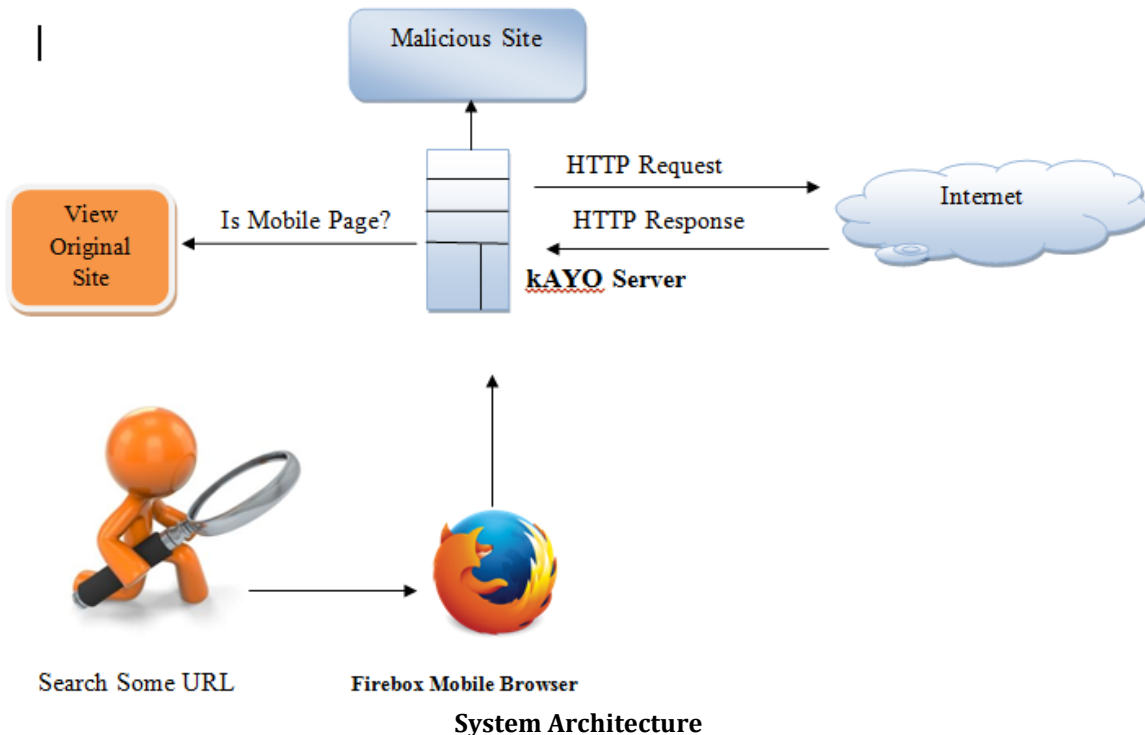 Malicious Site
HTTP Request
Internet
View
Original
Site
Is Mobile Page?
HTTP Response
kAYO Server
Search Some URL
Firebox Mobile Browser
System Architecture